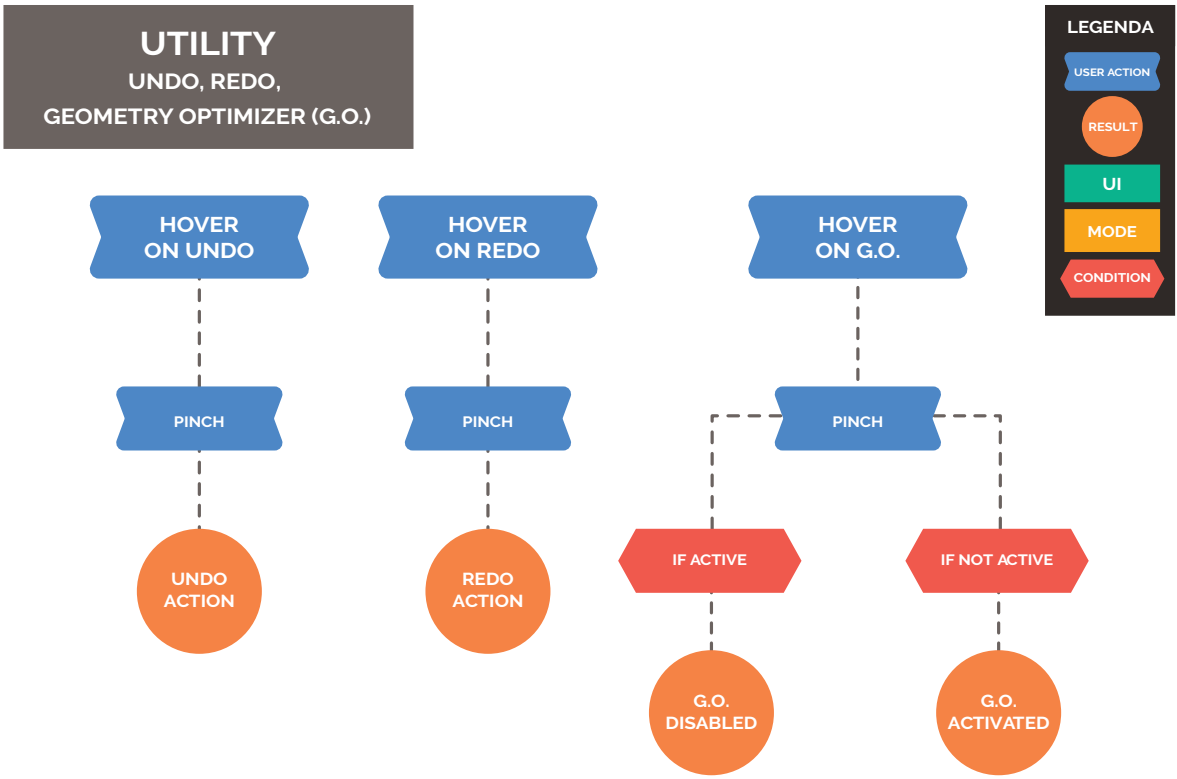 UTILITY
UNDO, REDO,
GEOMETRY OPTIMIZER (G.O.)
LEGENDA
USER ACTION
RESULT
UI
MODE
CONDITION
HOVER
ON UNDO
HOVER
ON REDO
HOVER
ON G.O.
PINCH
PINCH
PINCH
IF ACTIVE
IF NOT ACTIVE
UNDO
ACTION
REDO
ACTION
G.O.
DISABLED
G.O.
ACTIVATED